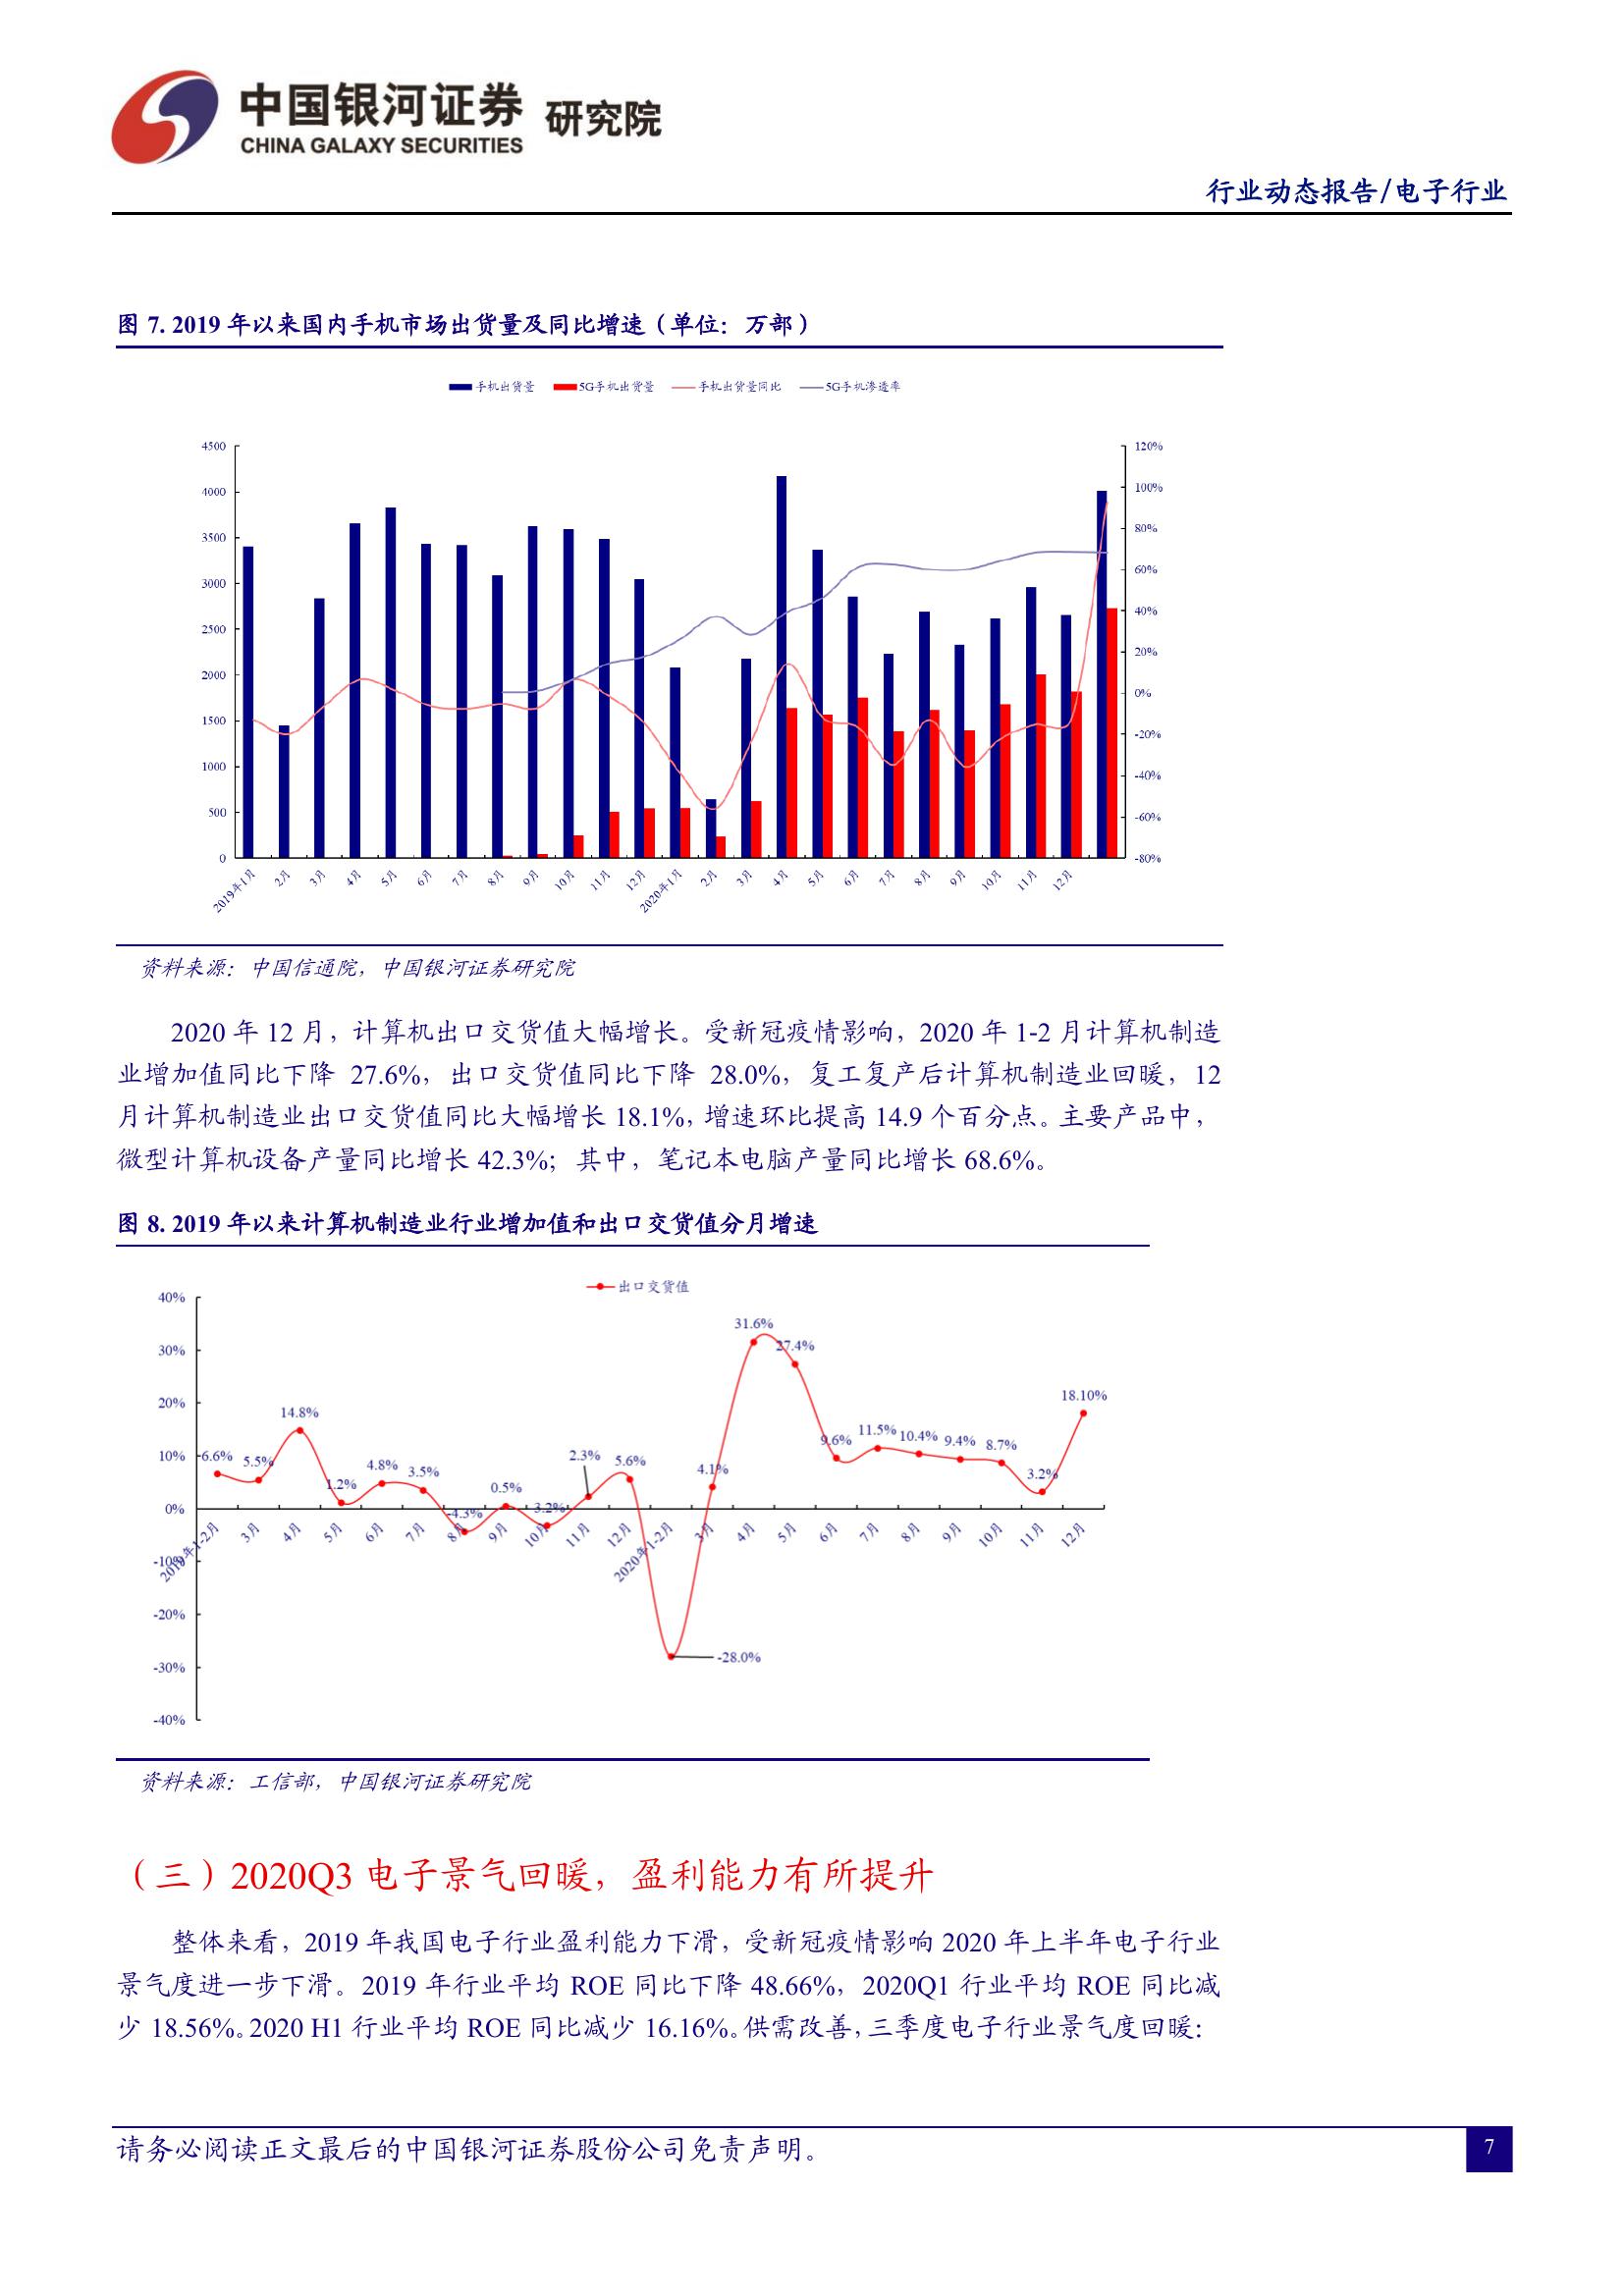 中国银河证券 研究院
CHINA GALAXY SECURITIES
行业动态报告/电子行业
图 7. 2019 年以来国内手机市场出货量及同比增速（单位：万部）
手机出货量 5G手机出货量 手机出货量同比 5G手机渗透率
4500 120%
4000 100%
3500 80%
3000 60%
2500 40%
2000 20%
1500 0%
1000 -20%
500 -40%
0 -60%
-80%
2019年1月 2月 3月 4月 5月 6月 7月 8月 9月 10月 11月 12月 2020年1月 2月 3月 4月 5月 6月 7月 8月 9月 10月 11月 12月
资料来源：中国信通院，中国银河证券研究院
2020 年 12 月，计算机出口交货值大幅增长。受新冠疫情影响，2020 年 1-2 月计算机制造
业增加值同比下降 27.6%，出口交货值同比下降 28.0%，复工复产后计算机制造业回暖，12
月计算机制造业出口交货值同比大幅增长 18.1%，增速环比提高 14.9 个百分点。主要产品中，
微型计算机设备产量同比增长 42.3%；其中，笔记本电脑产量同比增长 68.6%。
图 8. 2019 年以来计算机制造业行业增加值和出口交货值分月增速
出口交货值
40%
30%
20%
10%
0%
-10%
-20%
-30%
-40%
6.6% 5.5% 14.8% 1.2% 4.8% 3.5% -4.3% 0.5% -3.2% 2.3% 5.6% -28.0% 4.1% 31.6% 27.4% 9.6% 11.5% 10.4% 9.4% 8.7% 3.2% 18.10%
2019年1-2月 3月 4月 5月 6月 7月 8月 9月 10月 11月 12月 2020年1-2月 3月 4月 5月 6月 7月 8月 9月 10月 11月 12月
资料来源：工信部，中国银河证券研究院
（三）2020Q3 电子景气回暖，盈利能力有所提升
整体来看，2019 年我国电子行业盈利能力下滑，受新冠疫情影响 2020 年上半年电子行业
景气度进一步下滑。2019 年行业平均 ROE 同比下降 48.66%，2020Q1 行业平均 ROE 同比减
少 18.56%。2020 H1 行业平均 ROE 同比减少 16.16%。供需改善，三季度电子行业景气度回暖：
请务必阅读正文最后的中国银河证券股份公司免责声明。
7